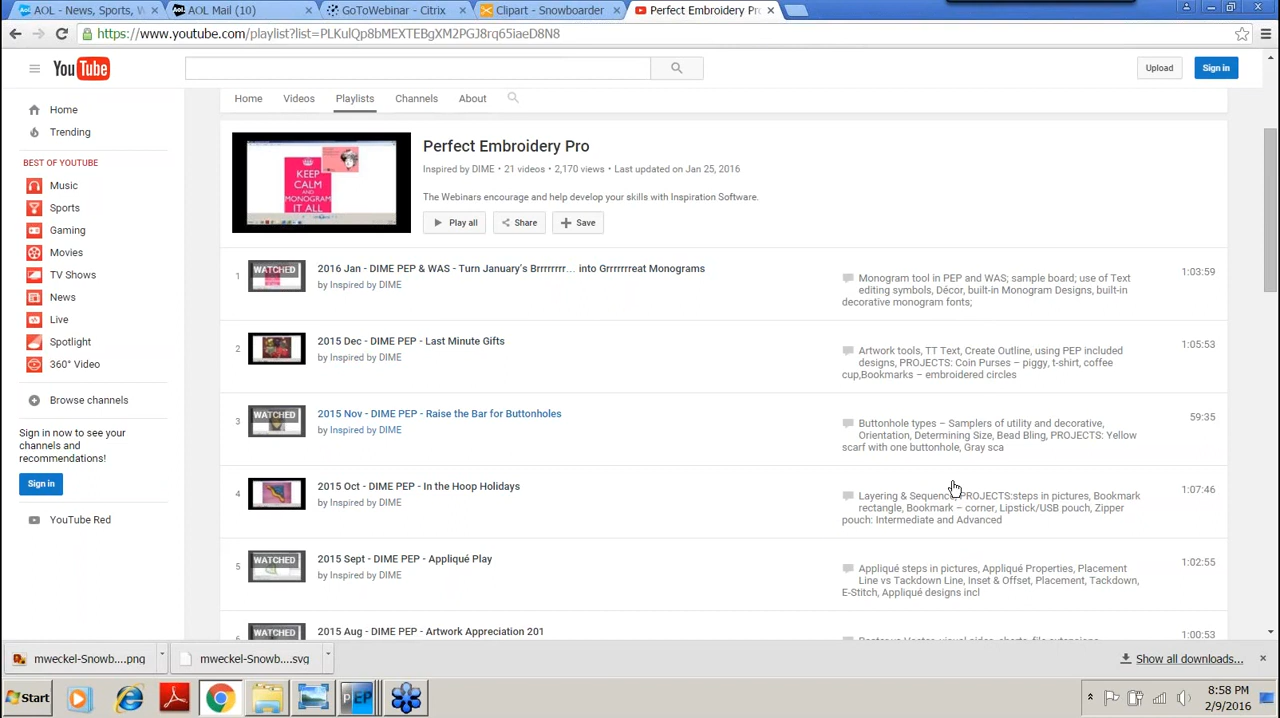 AOL - News, Sports, W
AOL Mail (10)
GoToWebinar - Citrix
Clipart - Snowboarder
Perfect Embroidery Pro
https://www.youtube.com/playlist?list=PLKulQp8bMEXTEBgXM2PGJ8rq65iaeD8N8
YouTube
Upload
Sign in
Home
Videos
Playlists
Channels
About
Home
Trending
BEST OF YOUTUBE
Music
Sports
Gaming
Movies
TV Shows
News
Live
Spotlight
360° Video
Browse channels
Sign in now to see your
channels and
recommendations!
Sign in
YouTube Red
KEEP
CALM
AND
MONOGRAM
IT ALL
Perfect Embroidery Pro
Inspired by DIME • 21 videos • 2,170 views • Last updated on Jan 25, 2016
The Webinars encourage and help develop your skills with Inspiration Software.
Play all
Share
Save
1
WATCHED
2016 Jan - DIME PEP & WAS - Turn January's Brrrrrrr... into Grrrrrrreat Monograms
by Inspired by DIME
Monogram tool in PEP and WAS; sample board; use of Text
editing symbols, Décor, built-in Monogram Designs, built-in
decorative monogram fonts;
1:03:59
2
2015 Dec - DIME PEP - Last Minute Gifts
by Inspired by DIME
Artwork tools, TT Text, Create Outline, using PEP included
designs, PROJECTS: Coin Purses – piggy, t-shirt, coffee
cup,Bookmarks – embroidered circles
1:05:53
3
WATCHED
2015 Nov - DIME PEP - Raise the Bar for Buttonholes
by Inspired by DIME
Buttonhole types – Samplers of utility and decorative,
Orientation, Determining Size, Bead Bling, PROJECTS: Yellow
scarf with one buttonhole, Gray sca
59:35
4
2015 Oct - DIME PEP - In the Hoop Holidays
by Inspired by DIME
Layering & Sequence, PROJECTS:steps in pictures, Bookmark
rectangle, Bookmark – corner, Lipstick/USB pouch, Zipper
pouch: Intermediate and Advanced
1:07:46
5
WATCHED
2015 Sept - DIME PEP - Appliqué Play
by Inspired by DIME
Appliqué steps in pictures, Appliqué Properties, Placement
Line vs Tackdown Line, Inset & Offset, Placement, Tackdown,
E-Stitch, Appliqué designs incl
1:02:55
WATCHED
2015 Aug - DIME PEP - Artwork Appreciation 201
1:00:53
mweckel-Snowb....png
mweckel-Snowb....svg
Show all downloads...
Start
PEP
8:58 PM
2/9/2016